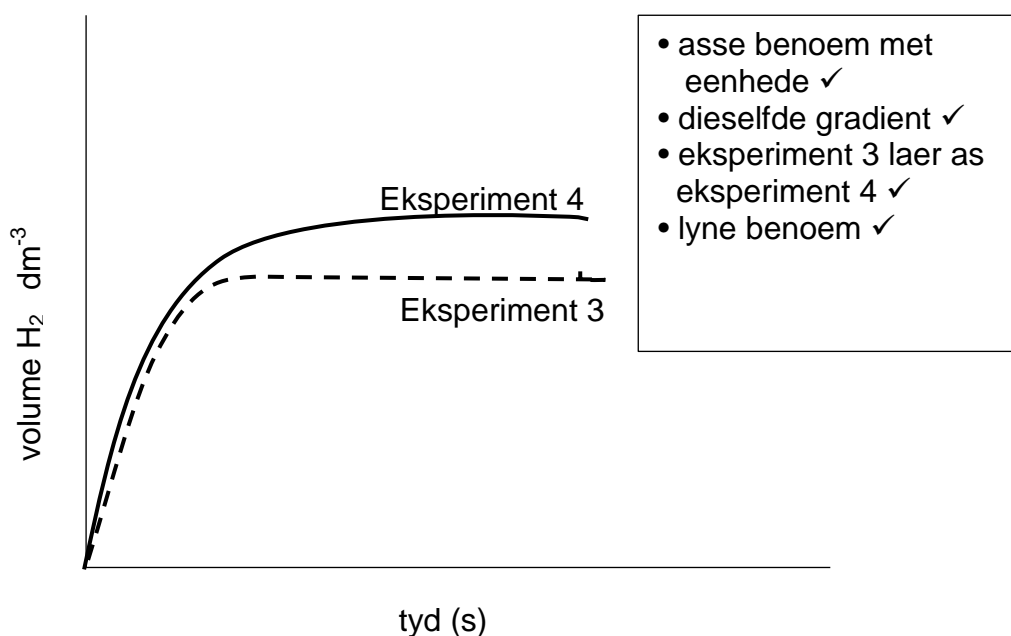 • asse benoem met
eenhede ✓
• dieselfde gradient ✓
• eksperiment 3 laer as
eksperiment 4 ✓
• lyne benoem ✓
Eksperiment 4
Eksperiment 3
volume H₂ dm⁻³
tyd (s)